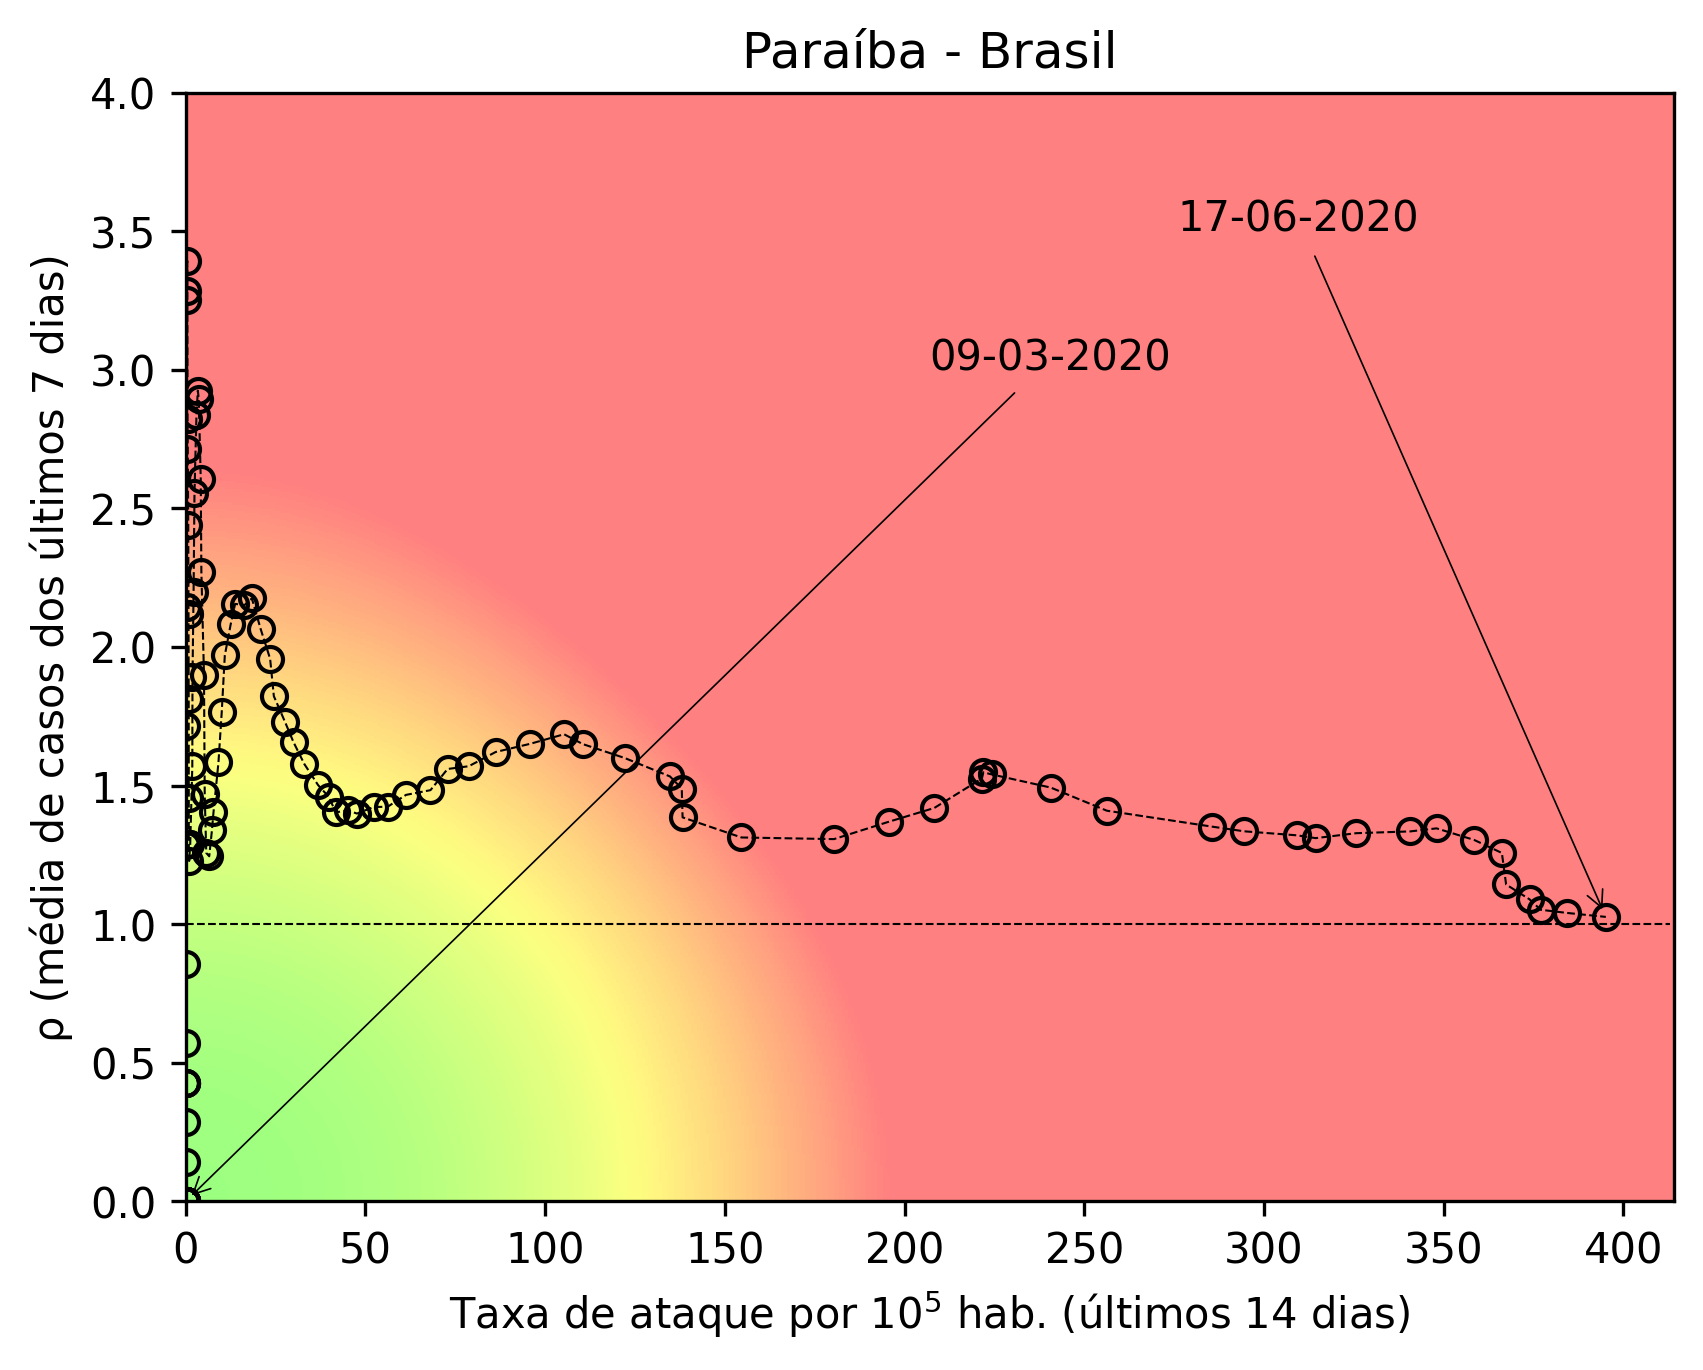 Paraíba - Brasil
4.0
3.5
3.0
2.5
2.0
1.5
1.0
0.5
0.0
ρ (média de casos dos últimos 7 dias)
17-06-2020
09-03-2020
0 50 100 150 200 250 300 350 400
Taxa de ataque por 10⁵ hab. (últimos 14 dias)